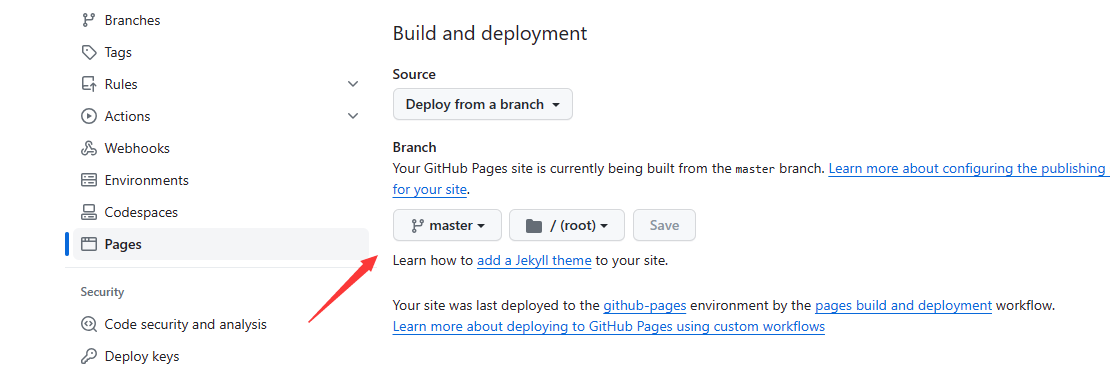 Branches
Tags
Rules
Actions
Webhooks
Environments
Codespaces
Pages
Security
Code security and analysis
Deploy keys
Build and deployment
Source
Deploy from a branch
Branch
Your GitHub Pages site is currently being built from the master branch. Learn more about configuring the publishing
for your site.
master / (root) Save
Learn how to add a Jekyll theme to your site.
Your site was last deployed to the github-pages environment by the pages build and deployment workflow.
Learn more about deploying to GitHub Pages using custom workflows